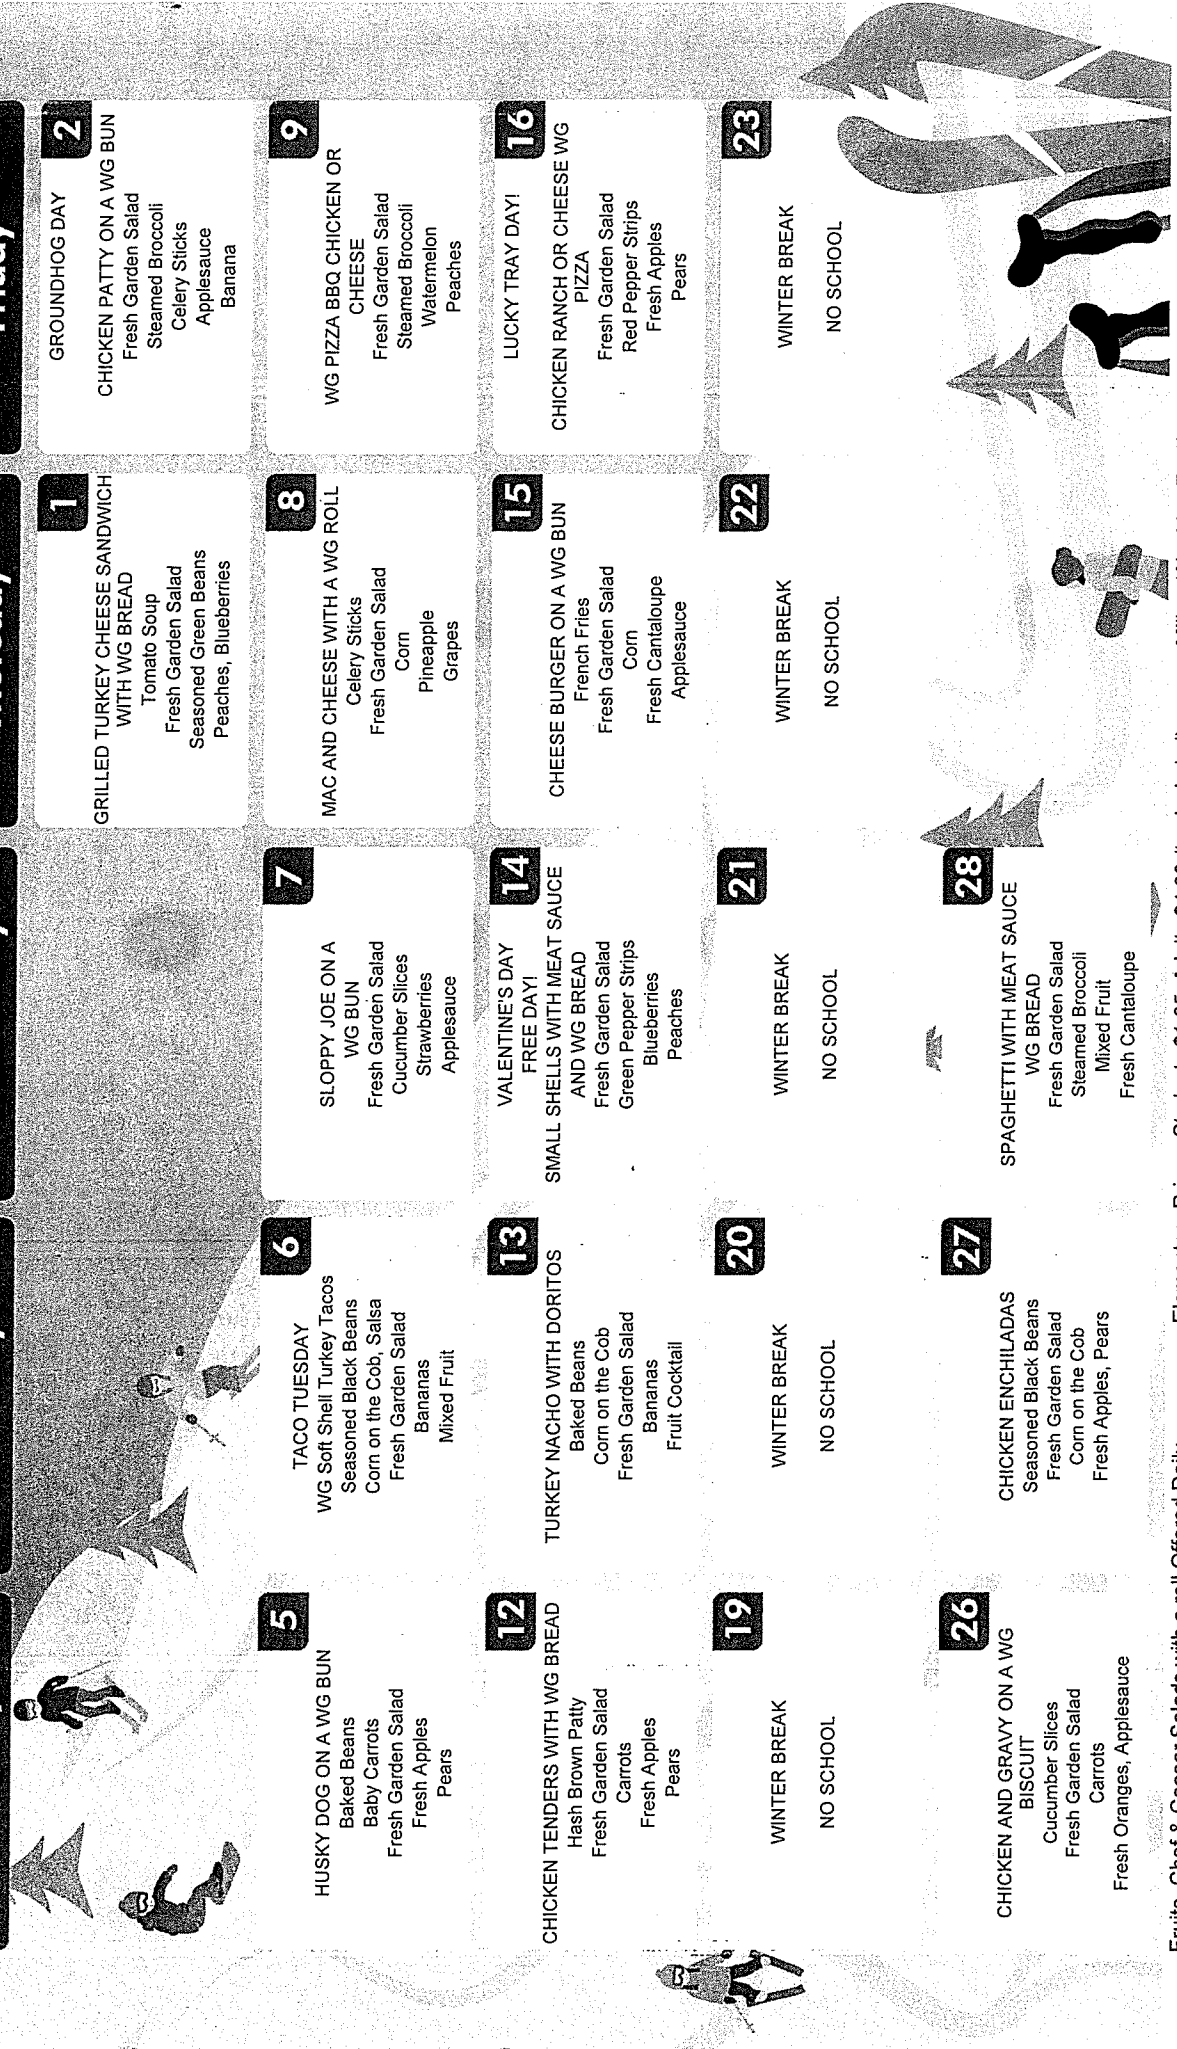 1
GRILLED TURKEY CHEESE SANDWICH
WITH WG BREAD
Tomato Soup
Fresh Garden Salad
Seasoned Green Beans
Peaches, Blueberries
2
GROUNDHOG DAY
CHICKEN PATTY ON A WG BUN
Fresh Garden Salad
Steamed Broccoli
Celery Sticks
Applesauce
Banana
5
HUSKY DOG ON A WG BUN
Baked Beans
Baby Carrots
Fresh Garden Salad
Fresh Apples
Pears
6
TACO TUESDAY
WG Soft Shell Turkey Tacos
Seasoned Black Beans
Corn on the Cob, Salsa
Fresh Garden Salad
Bananas
Mixed Fruit
7
SLOPPY JOE ON A
WG BUN
Fresh Garden Salad
Cucumber Slices
Strawberries
Applesauce
8
MAC AND CHEESE WITH A WG ROLL
Celery Sticks
Fresh Garden Salad
Corn
Pineapple
Grapes
9
WG PIZZA BBQ CHICKEN OR
CHEESE
Fresh Garden Salad
Steamed Broccoli
Watermelon
Peaches
12
CHICKEN TENDERS WITH WG BREAD
Hash Brown Patty
Fresh Garden Salad
Carrots
Fresh Apples
Pears
13
TURKEY NACHO WITH DORITOS
Baked Beans
Corn on the Cob
Fresh Garden Salad
Bananas
Fruit Cocktail
14
VALENTINE'S DAY
FREE DAY!
SMALL SHELLS WITH MEAT SAUCE
AND WG BREAD
Fresh Garden Salad
Green Pepper Strips
Blueberries
Peaches
15
CHEESE BURGER ON A WG BUN
French Fries
Fresh Garden Salad
Corn
Fresh Cantaloupe
Applesauce
16
LUCKY TRAY DAY!
CHICKEN RANCH OR CHEESE WG
PIZZA
Fresh Garden Salad
Red Pepper Strips
Fresh Apples
Pears
19
WINTER BREAK
NO SCHOOL
20
WINTER BREAK
NO SCHOOL
21
WINTER BREAK
NO SCHOOL
22
WINTER BREAK
NO SCHOOL
23
WINTER BREAK
NO SCHOOL
26
CHICKEN AND GRAVY ON A WG
BISCUIT
Cucumber Slices
Fresh Garden Salad
Carrots
Fresh Oranges, Applesauce
27
CHICKEN ENCHILADAS
Seasoned Black Beans
Fresh Garden Salad
Corn on the Cob
Fresh Apples, Pears
28
SPAGHETTI WITH MEAT SAUCE
WG BREAD
Fresh Garden Salad
Steamed Broccoli
Mixed Fruit
Fresh Cantaloupe